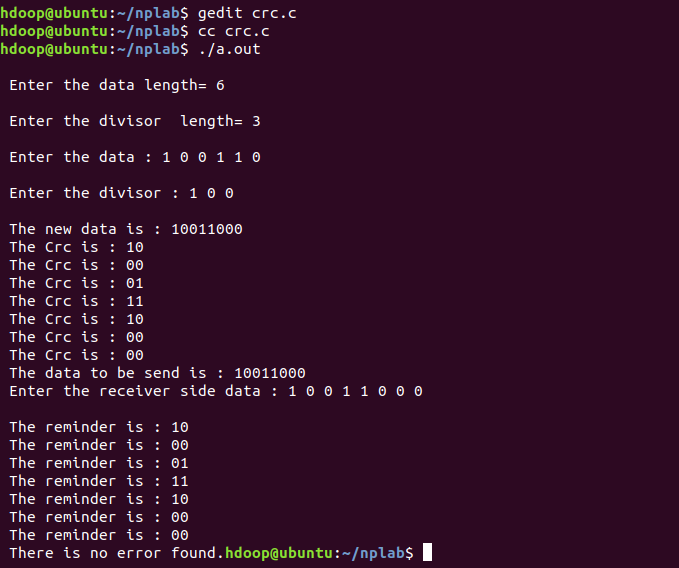 hdoop@ubuntu:~/nplab$ gedit crc.c
hdoop@ubuntu:~/nplab$ cc crc.c
hdoop@ubuntu:~/nplab$ ./a.out
Enter the data length= 6
Enter the divisor  length= 3
Enter the data : 1 0 0 1 1 0
Enter the divisor : 1 0 0
The new data is : 10011000
The Crc is : 10
The Crc is : 00
The Crc is : 01
The Crc is : 11
The Crc is : 10
The Crc is : 00
The Crc is : 00
The data to be send is : 10011000
Enter the receiver side data : 1 0 0 1 1 0 0 0
The reminder is : 10
The reminder is : 00
The reminder is : 01
The reminder is : 11
The reminder is : 10
The reminder is : 00
The reminder is : 00
There is no error found.hdoop@ubuntu:~/nplab$